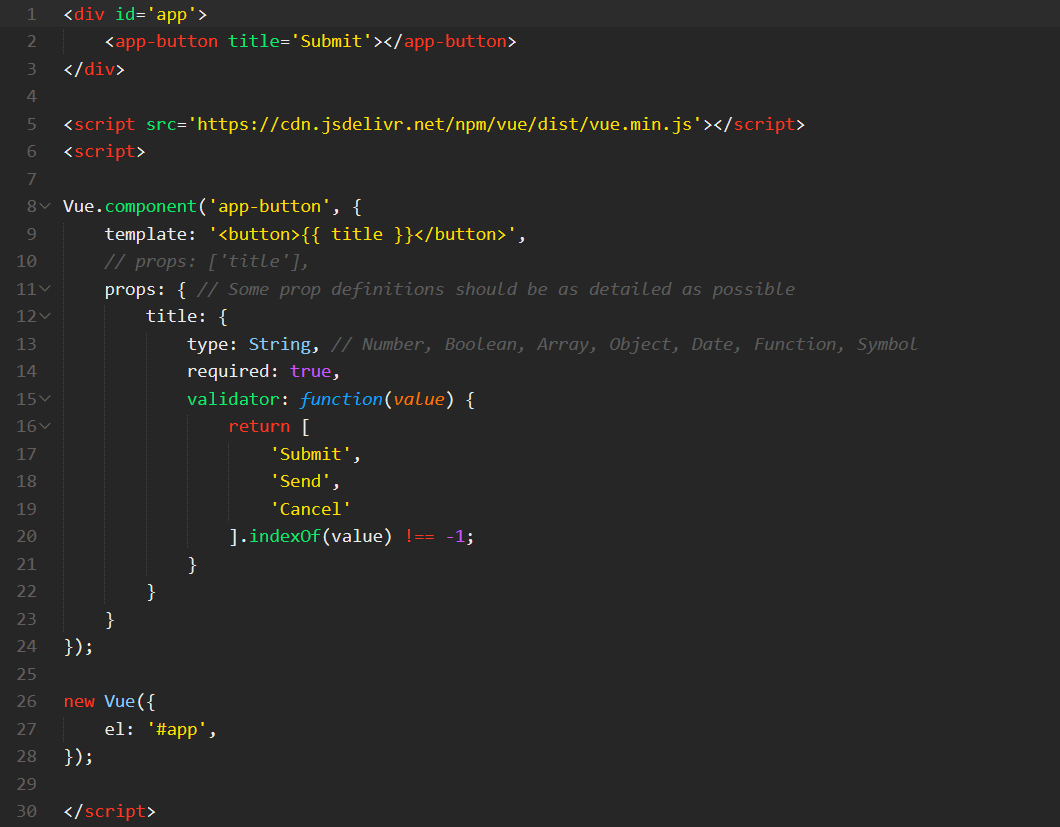 1 <div id='app'>
2     <app-button title='Submit'></app-button>
3 </div>
4
5 <script src='https://cdn.jsdelivr.net/npm/vue/dist/vue.min.js'></script>
6 <script>
7
8 Vue.component('app-button', {
9     template: '<button>{{ title }}</button>',
10     // props: ['title'],
11     props: { // Some prop definitions should be as detailed as possible
12         title: {
13             type: String, // Number, Boolean, Array, Object, Date, Function, Symbol
14             required: true,
15             validator: function(value) {
16                 return [
17                     'Submit',
18                     'Send',
19                     'Cancel'
20                 ].indexOf(value) !== -1;
21             }
22         }
23     }
24 });
25
26 new Vue({
27     el: '#app',
28 });
29
30 </script>